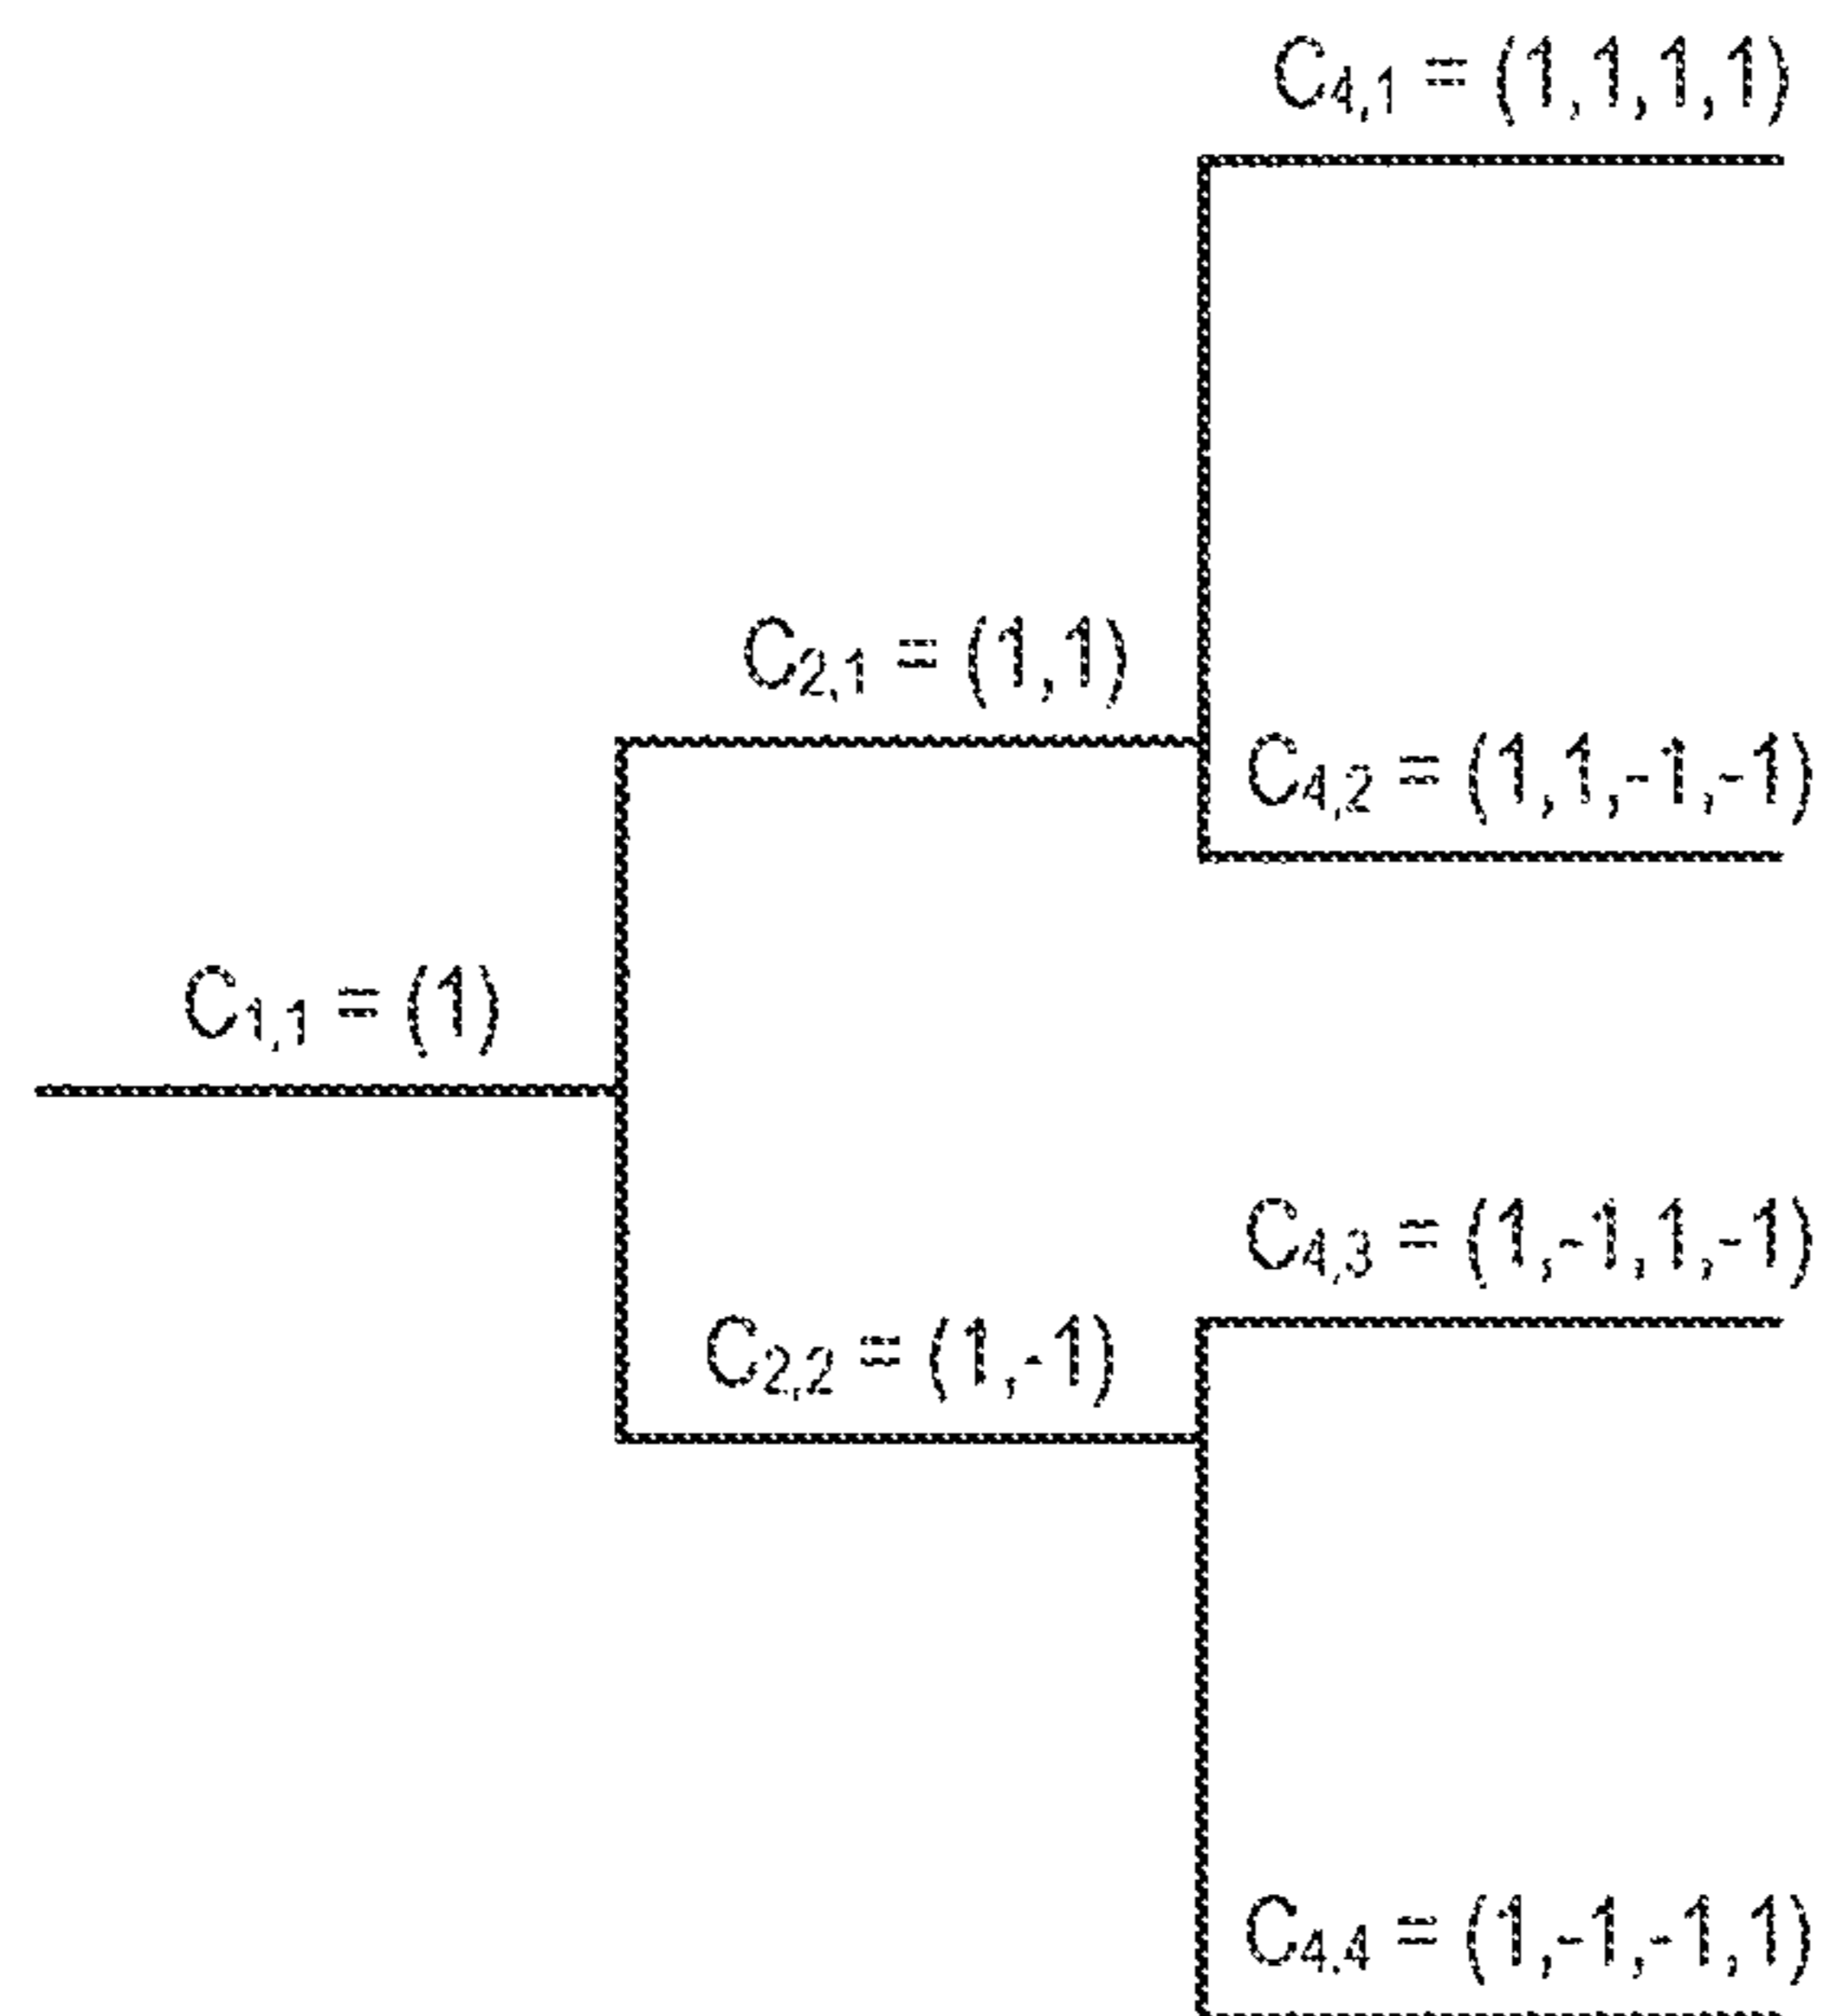 C4,1 = (1,1,1,1)
C2,1 = (1,1)
C4,2 = (1,1,-1,-1)
C1,1 = (1)
C4,3 = (1,-1,1,-1)
C2,2 = (1,-1)
C4,4 = (1,-1,-1,1)